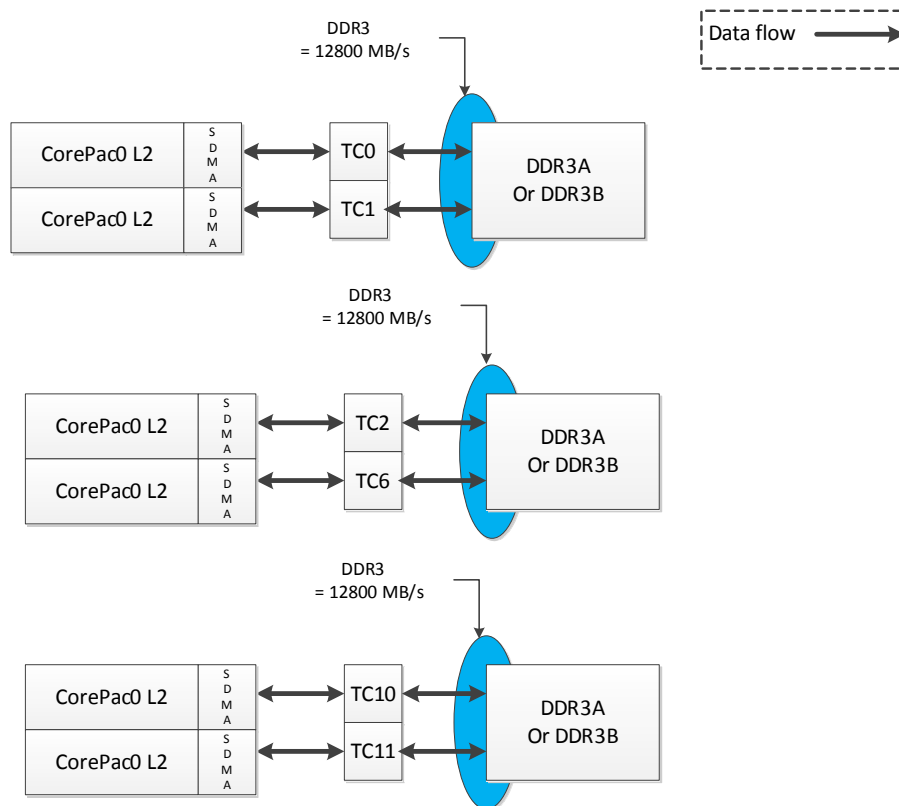 DDR3
= 12800 MB/s
Data flow
CorePac0 L2
S
D
M
A
TC0
DDR3A
Or DDR3B
CorePac0 L2
S
D
M
A
TC1
DDR3
= 12800 MB/s
CorePac0 L2
S
D
M
A
TC2
DDR3A
Or DDR3B
CorePac0 L2
S
D
M
A
TC6
DDR3
= 12800 MB/s
CorePac0 L2
S
D
M
A
TC10
DDR3A
Or DDR3B
CorePac0 L2
S
D
M
A
TC11